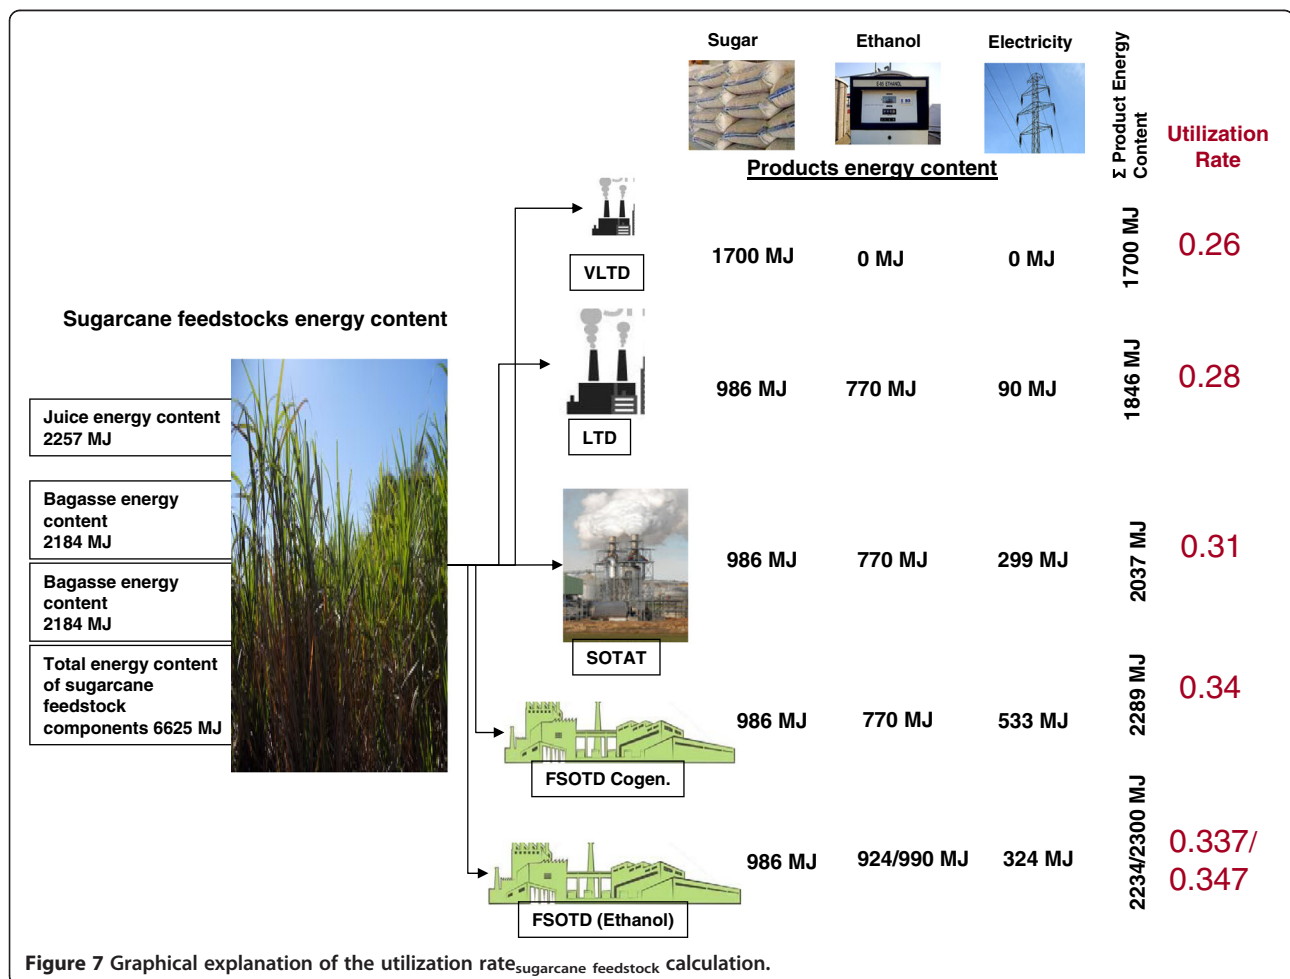 Sugar
Ethanol
Electricity
Σ Product Energy
Content
Utilization
Rate
E-85 ETHANOL
Products energy content
VLTD
1700 MJ
0 MJ
0 MJ
1700 MJ
0.26
Sugarcane feedstocks energy content
LTD
986 MJ
770 MJ
90 MJ
1846 MJ
0.28
Juice energy content
2257 MJ
Bagasse energy
content
2184 MJ
Bagasse energy
content
2184 MJ
Total energy content
of sugarcane
feedstock
components 6625 MJ
SOTAT
986 MJ
770 MJ
299 MJ
2037 MJ
0.31
FSOTD Cogen.
986 MJ
770 MJ
533 MJ
2289 MJ
0.34
FSOTD (Ethanol)
986 MJ
924/990 MJ
324 MJ
2234/2300 MJ
0.337/
0.347
Figure 7 Graphical explanation of the utilization rate sugarcane feedstock calculation.